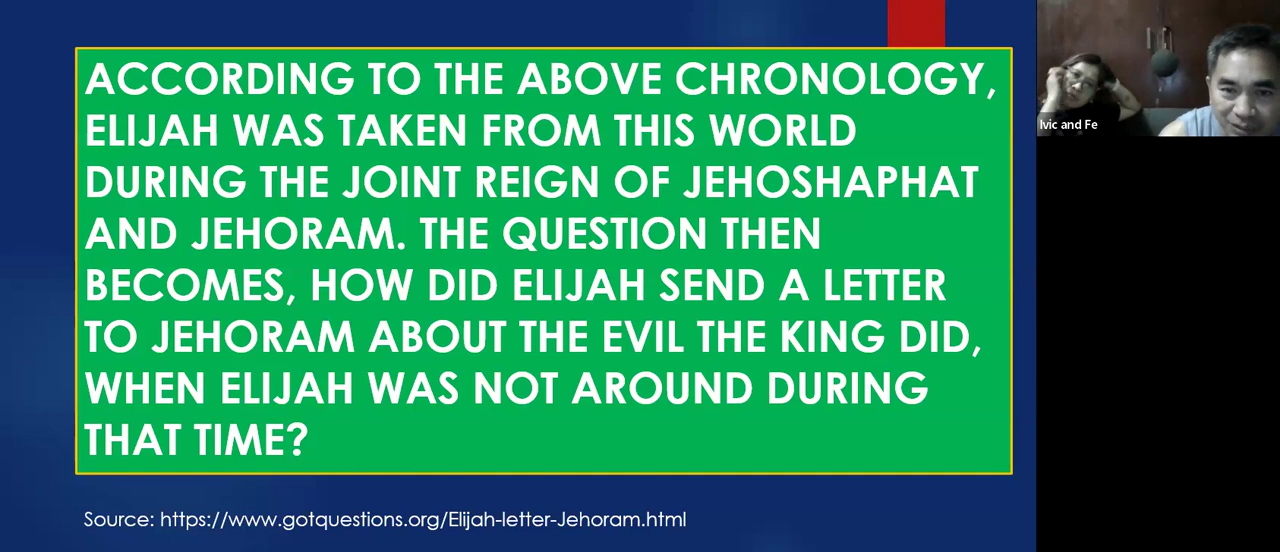 ACCORDING TO THE ABOVE CHRONOLOGY,
ELIJAH WAS TAKEN FROM THIS WORLD
DURING THE JOINT REIGN OF JEHOSHAPHAT
AND JEHORAM. THE QUESTION THEN
BECOMES, HOW DID ELIJAH SEND A LETTER
TO JEHORAM ABOUT THE EVIL THE KING DID,
WHEN ELIJAH WAS NOT AROUND DURING
THAT TIME?
Source: https://www.gotquestions.org/Elijah-letter-Jehoram.html
Ivic and Fe